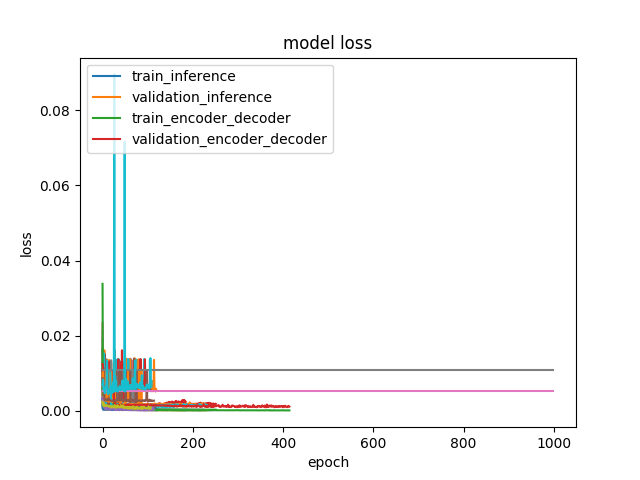 model loss
train_inference
validation_inference
train_encoder_decoder
validation_encoder_decoder
loss
0.08
0.06
0.04
0.02
0.00
0 200 400 600 800 1000
epoch